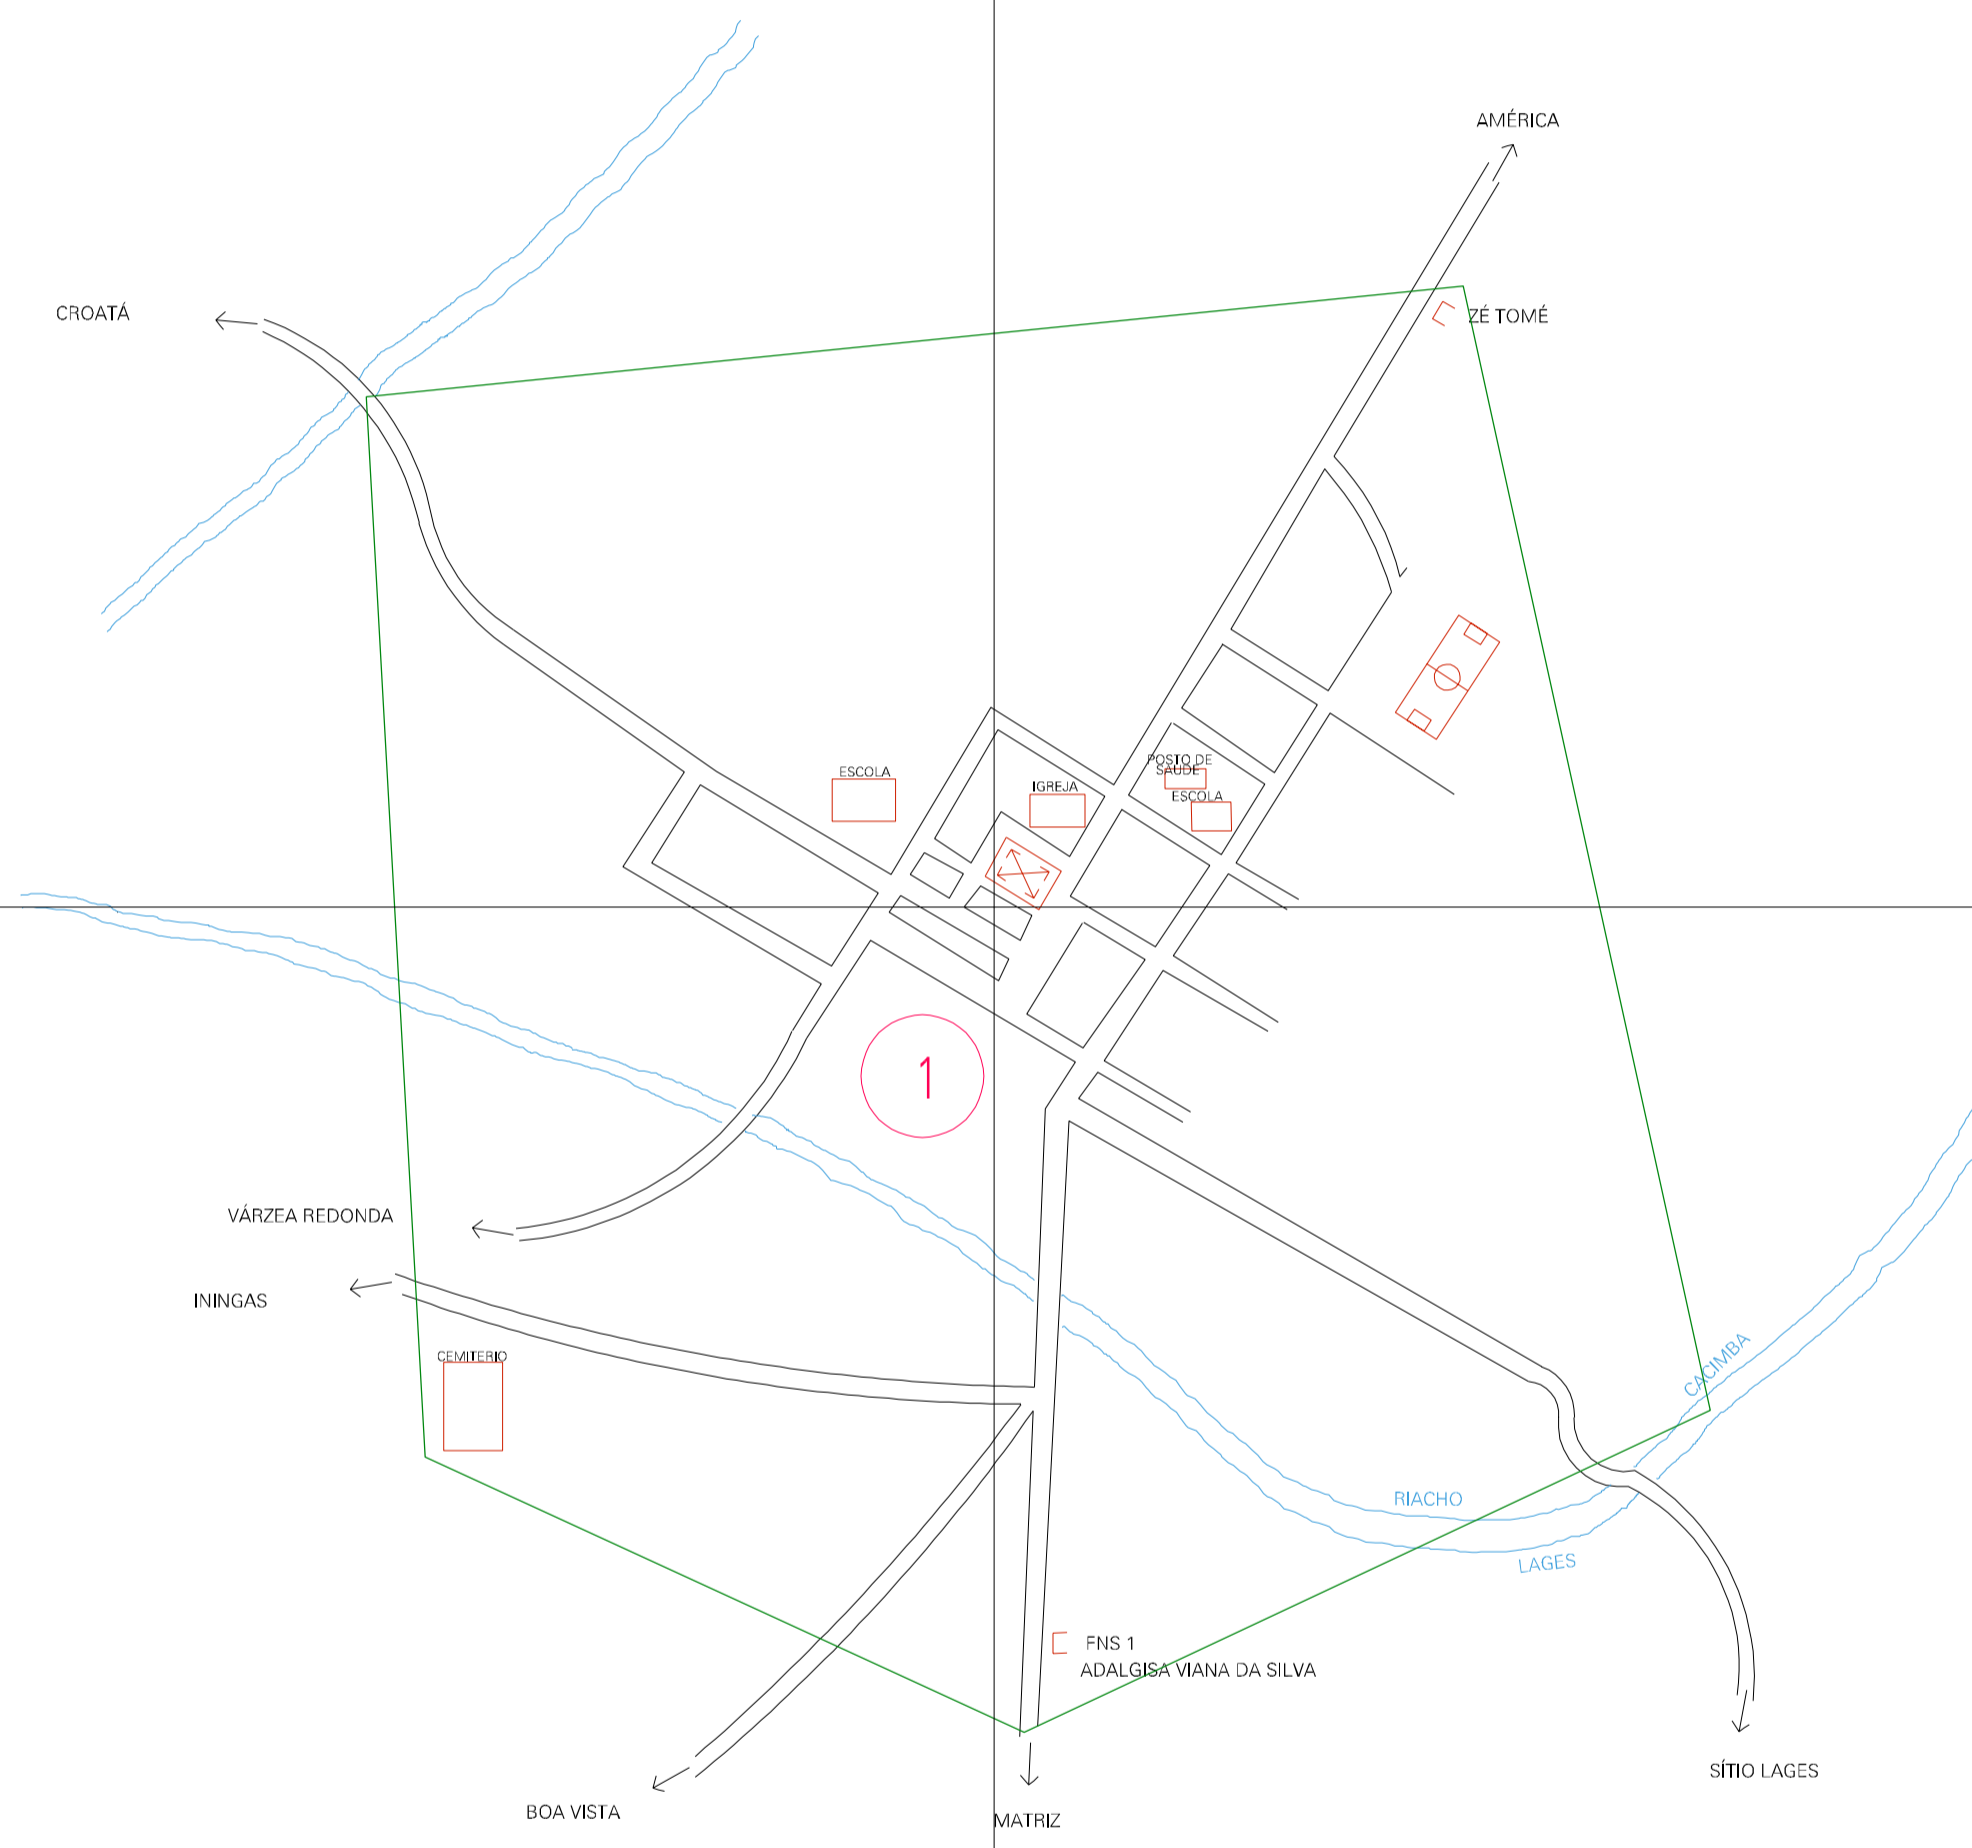 AMÉRICA
CROATÁ
ZÉ TOMÉ
POSTO DE
SAUDE
ESCOLA
IGREJA
ESCOLA
1
VÁRZEA REDONDA
ININGAS
CEMITERIO
CACIMBA
RIACHO
LAGES
FNS 1
ADALGISA VIANA DA SILVA
SÍTIO LAGES
BOA VISTA
MATRIZ